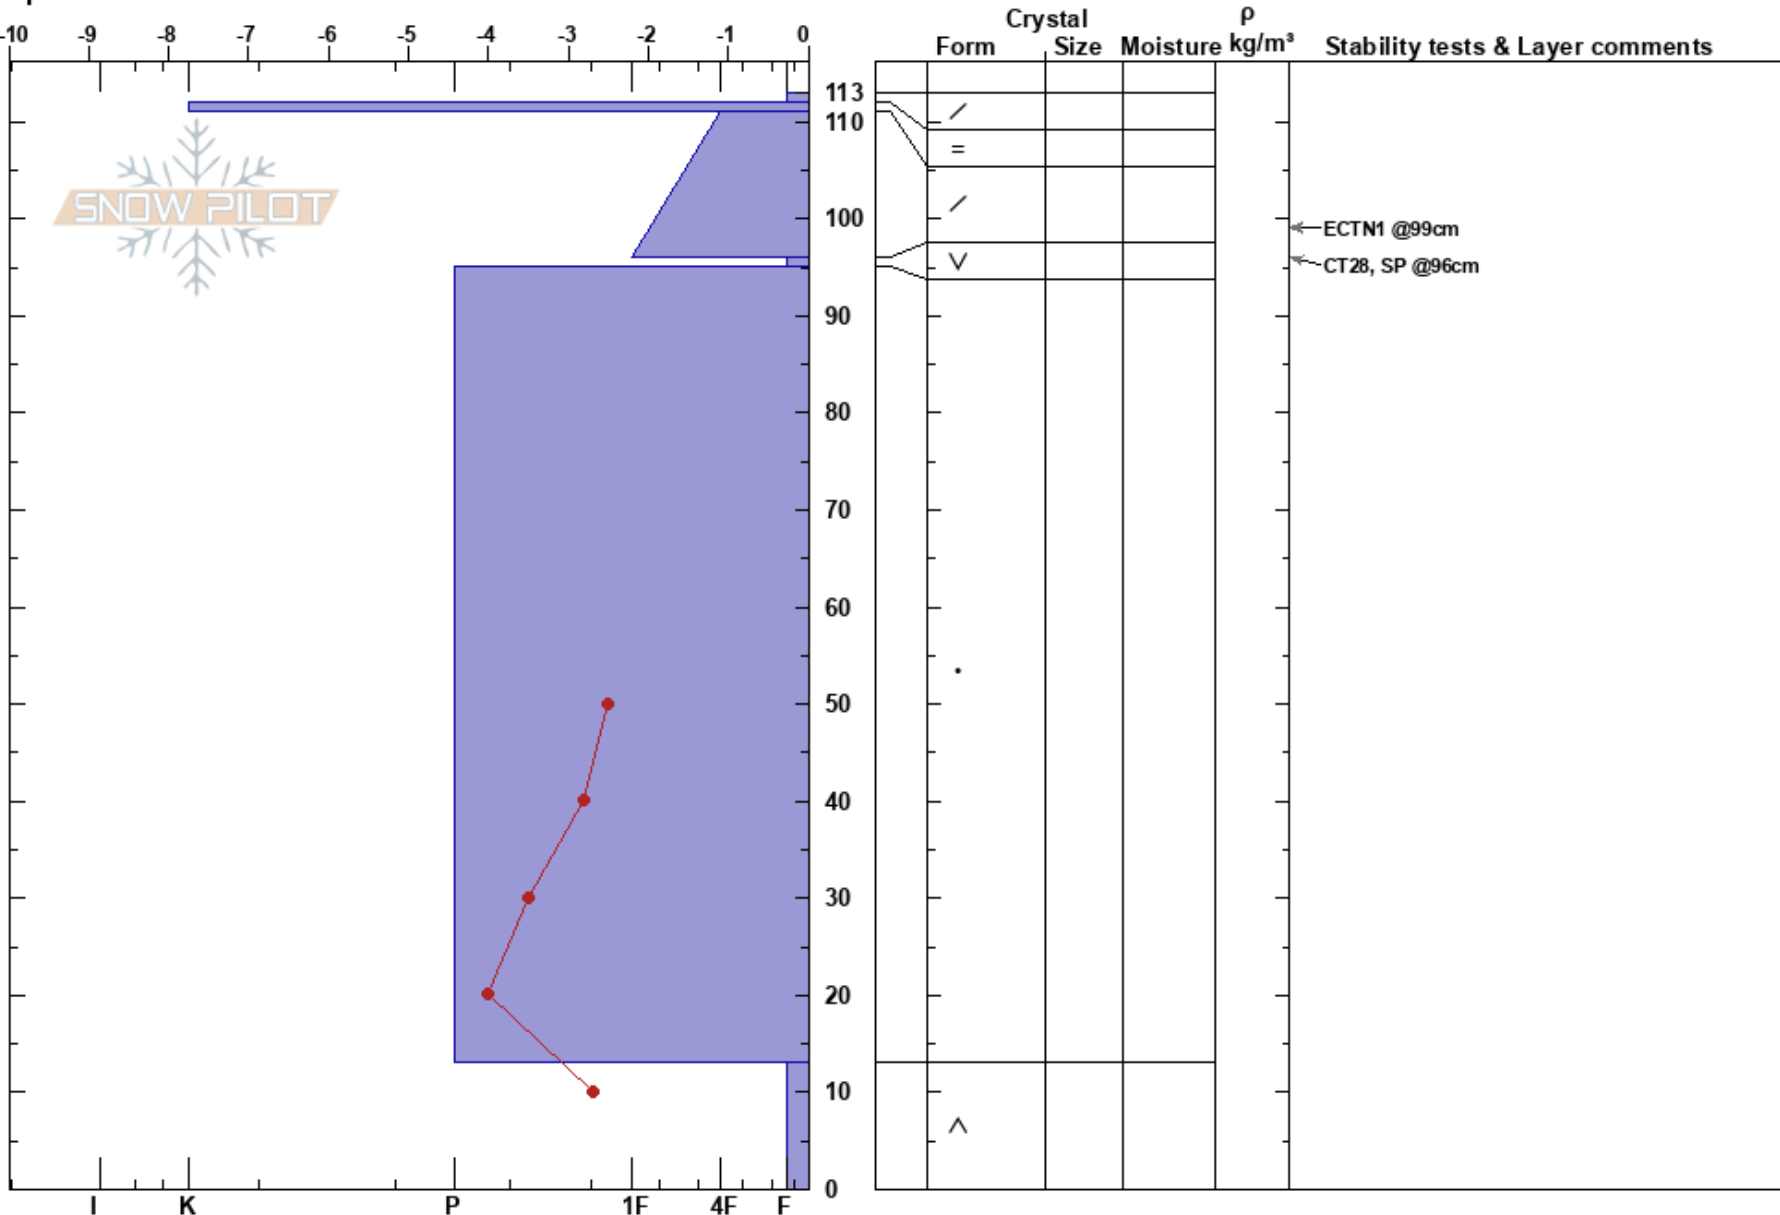 Crystal ρ
-10 -9 -8 -7 -6 -5 -4 -3 -2 -1 0 Form Size Moisture kg/m³ Stability tests & Layer comments
113
110
SNOW PILOT
100
ECTN1 @99cm
CT28, SP @96cm
90
80
70
60
50
40
30
20
10
0
I K P 1F 4F F